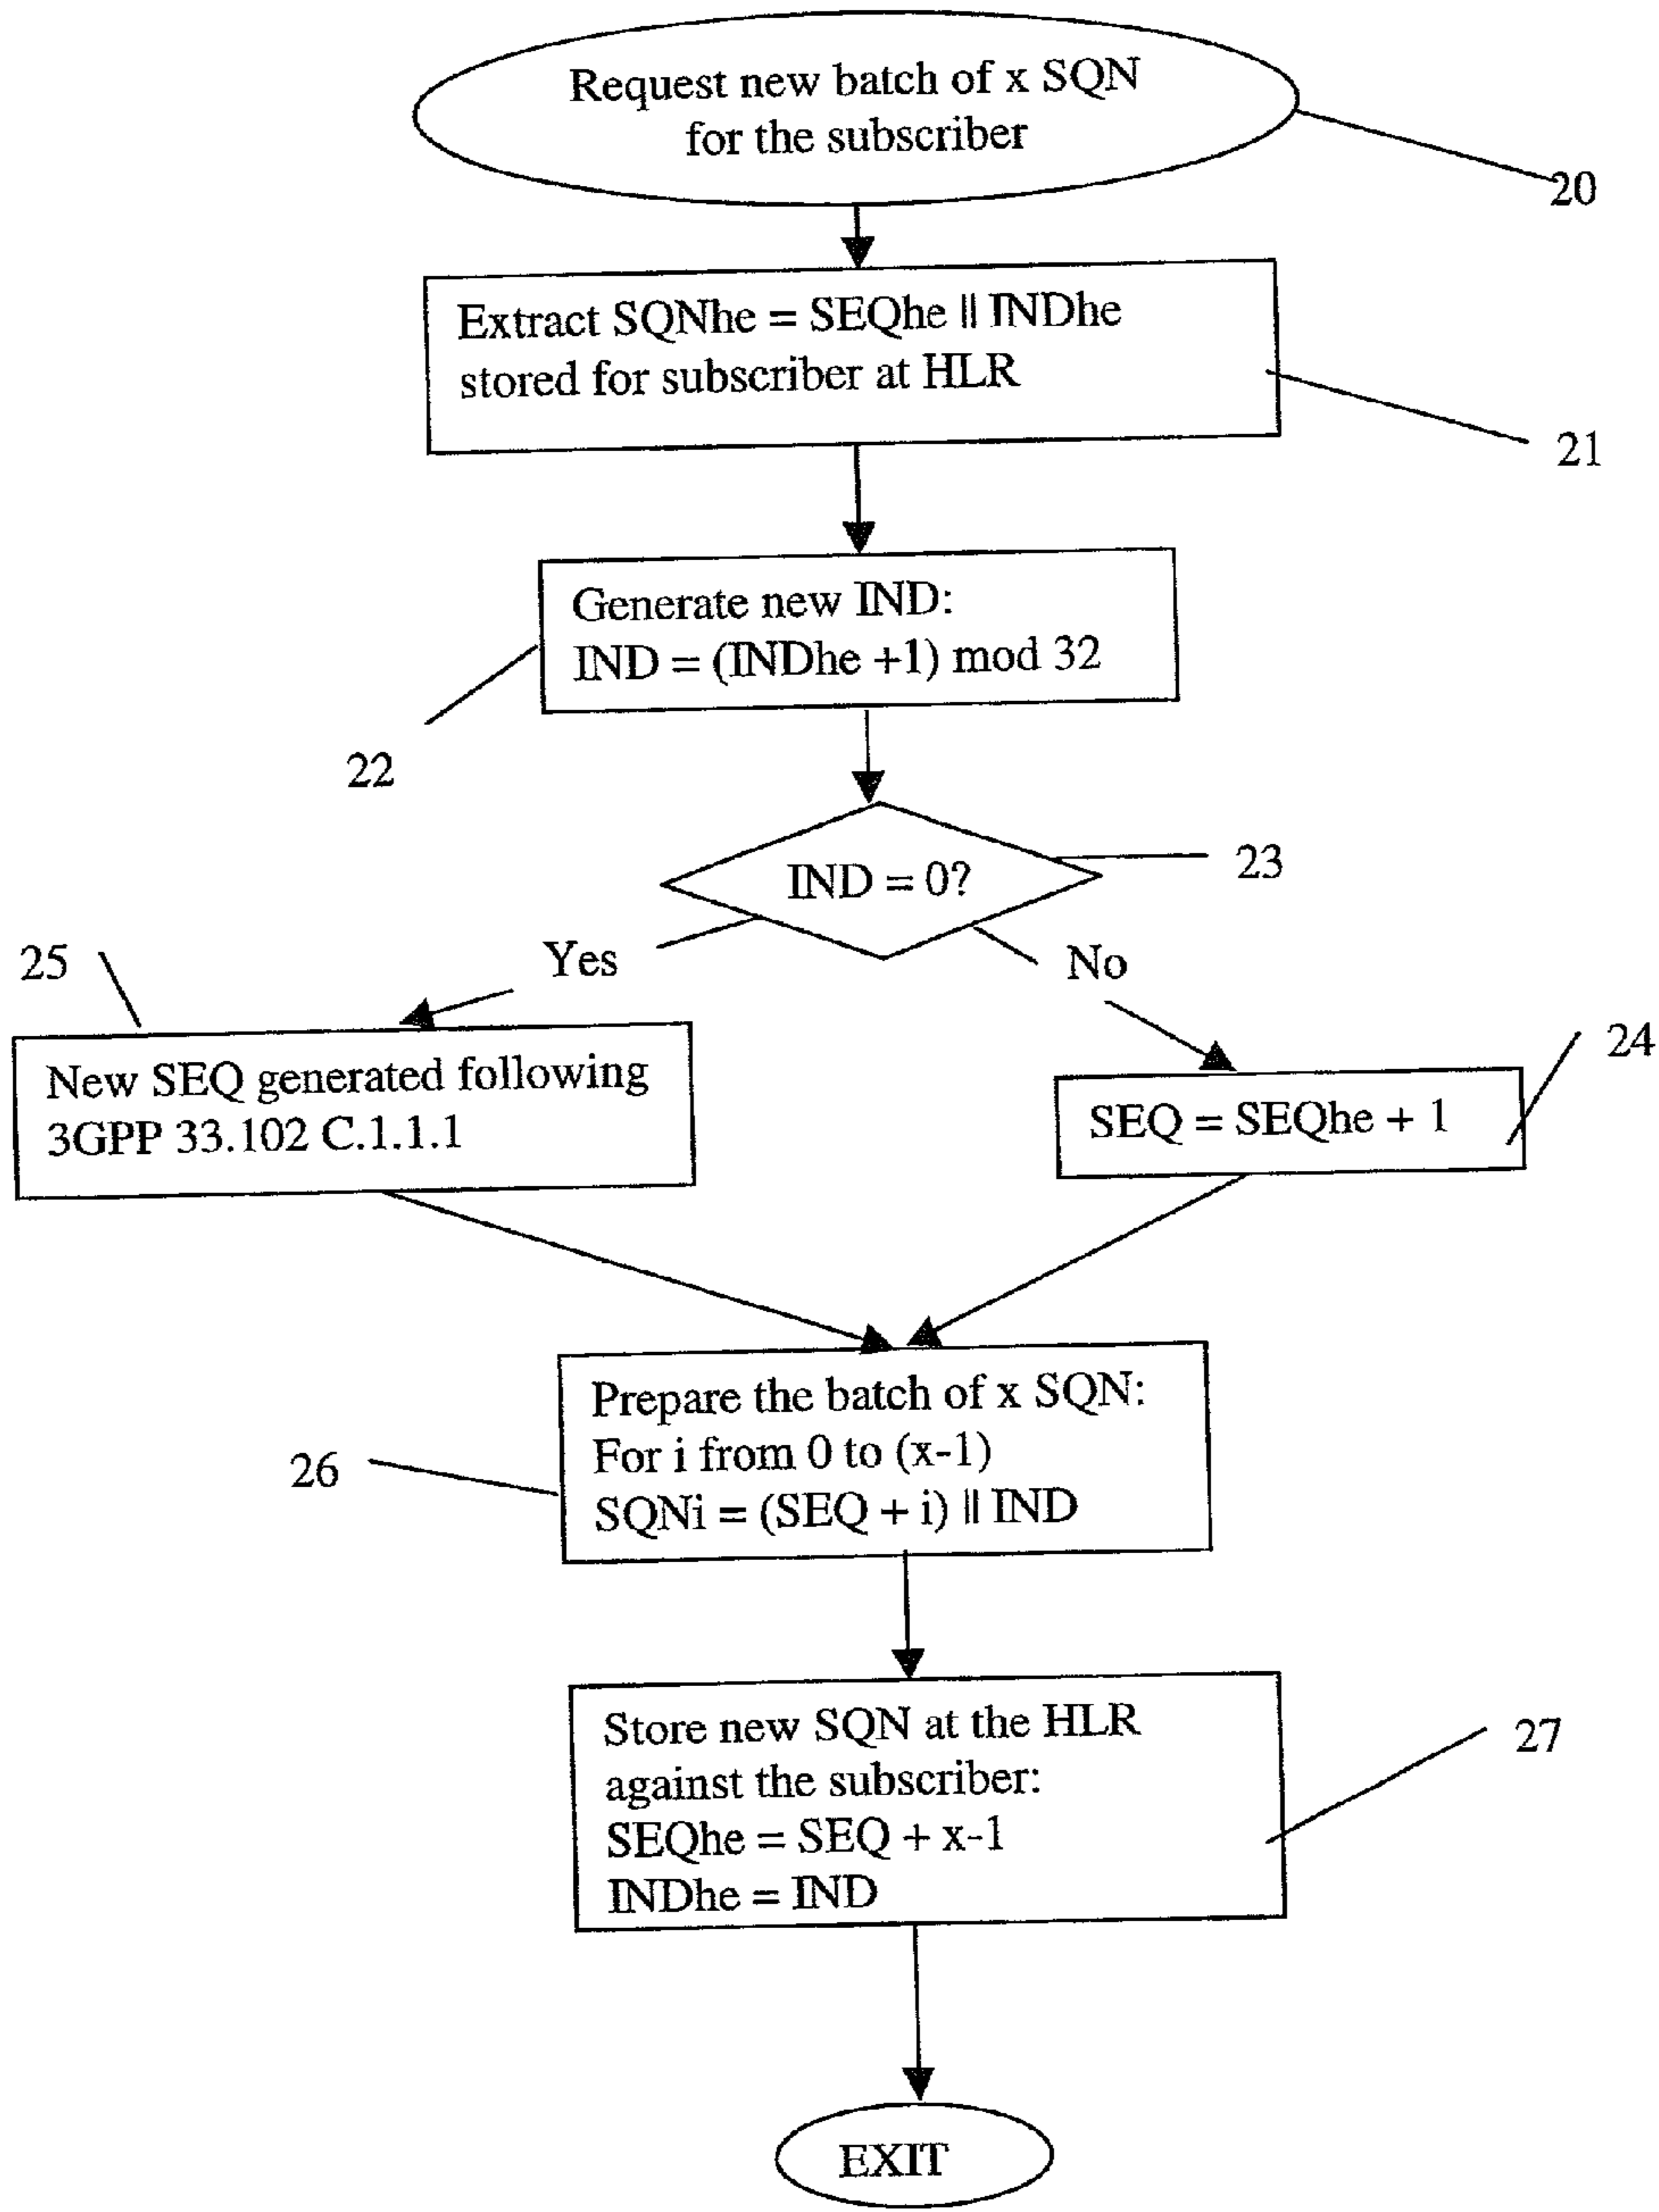 Request new batch of x SQN
for the subscriber
20
Extract SQNhe = SEQhe || INDhe
stored for subscriber at HLR
21
Generate new IND:
IND = (INDhe +1) mod 32
22
IND = 0?
23
Yes
No
25
24
New SEQ generated following
3GPP 33.102 C.1.1.1
SEQ = SEQhe + 1
Prepare the batch of x SQN:
For i from 0 to (x-1)
SQNi = (SEQ + i) || IND
26
Store new SQN at the HLR
against the subscriber:
SEQhe = SEQ + x-1
INDhe = IND
27
EXIT